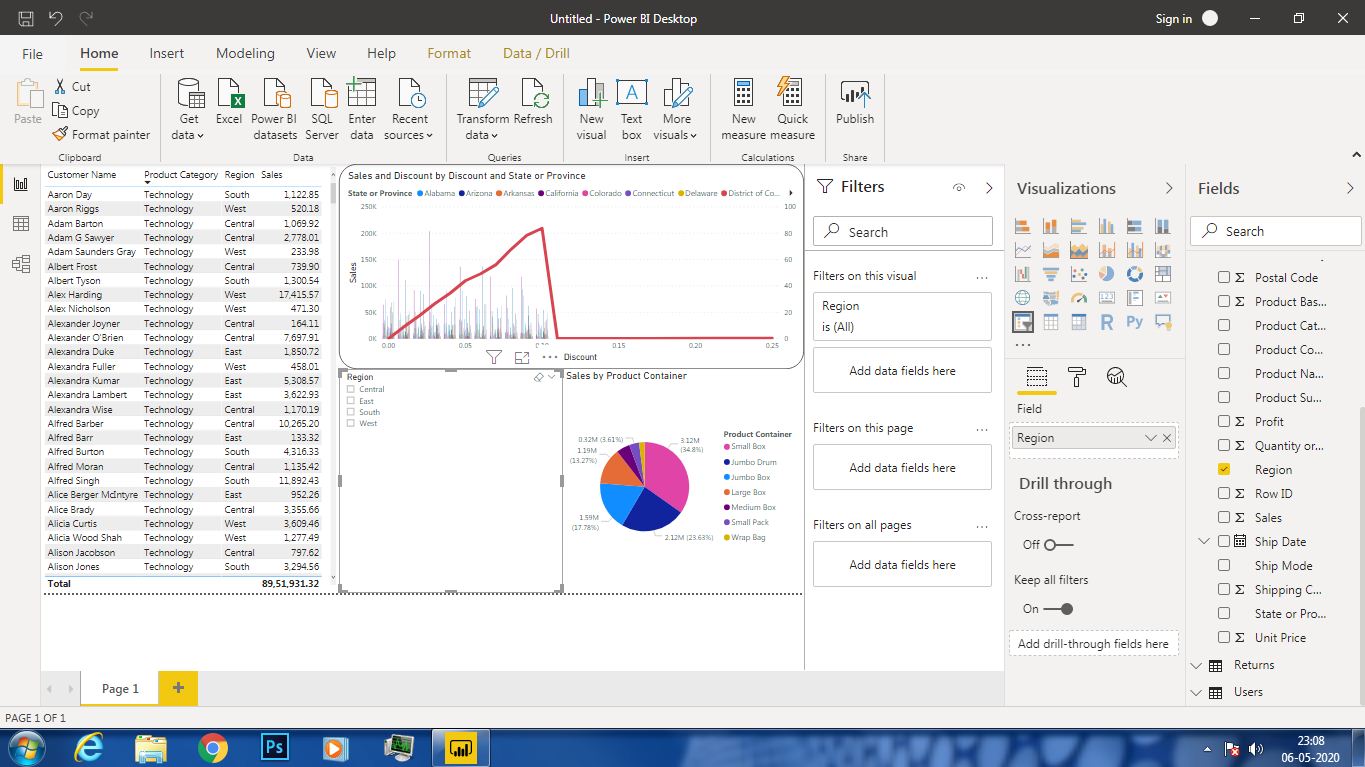 Untitled - Power BI Desktop
Sign in
File Home Insert Modeling View Help Format Data / Drill
Paste
Cut
Copy
Format painter
Get data
Excel
Power BI datasets
SQL Server
Enter data
Recent sources
Transform data
Refresh
New visual
Text box
More visuals
New measure
Quick measure
Publish
Clipboard Data Queries Insert Calculations Share
Customer Name Product Category Region Sales
Aaron Day Technology South 1,122.85
Aaron Riggs Technology West 520.18
Adam Barton Technology Central 1,069.92
Adam G Sawyer Technology Central 2,778.01
Adam Saunders Gray Technology West 233.98
Albert Frost Technology Central 739.90
Albert Tyson Technology South 1,300.54
Alex Harding Technology West 17,415.57
Alex Nicholson Technology West 471.30
Alexander Joyner Technology Central 164.11
Alexander O'Brien Technology Central 7,697.91
Alexandra Duke Technology East 1,850.72
Alexandra Fuller Technology West 458.01
Alexandra Kumar Technology East 5,308.57
Alexandra Lambert Technology East 3,622.93
Alexandra Wise Technology Central 1,170.19
Alfred Barber Technology Central 10,265.20
Alfred Barr Technology East 133.32
Alfred Burton Technology South 4,316.33
Alfred Moran Technology Central 1,135.42
Alfred Singh Technology South 11,892.43
Alice Berger McIntyre Technology East 952.26
Alice Brady Technology Central 3,355.66
Alicia Curtis Technology West 3,609.46
Alicia Wood Shah Technology West 1,277.49
Alison Jacobson Technology Central 797.62
Alison Jones Technology South 3,294.56
Total 89,51,931.32
Sales and Discount by Discount and State or Province
State or Province Alabama Arizona Arkansas California Colorado Connecticut Delaware District of Co...
250K 100
200K 80
150K 60
100K 40
50K 20
0K 0
Sales
0.00 0.05 0.15 0.20 0.25
Discount
Region
Central
East
South
West
Sales by Product Container
0.32M (3.61%)
1.19M (13.27%)
1.59M (17.78%)
3.12M (34.8%)
2.12M (23.63%)
Product Container
Small Box
Jumbo Drum
Jumbo Box
Large Box
Medium Box
Small Pack
Wrap Bag
Filters
Search
Filters on this visual ...
Region
is (All)
Add data fields here
Filters on this page ...
Add data fields here
Filters on all pages ...
Add data fields here
Visualizations
R Py
...
Field
Region
Drill through
Cross-report
Off
Keep all filters
On
Add drill-through fields here
Fields
Search
Postal Code
Product Bas...
Product Cat...
Product Co...
Product Na...
Product Su...
Profit
Quantity or...
Region
Row ID
Sales
Ship Date
Ship Mode
Shipping C...
State or Pro...
Unit Price
Returns
Users
Page 1 +
PAGE 1 OF 1
Ps
23:08
06-05-2020